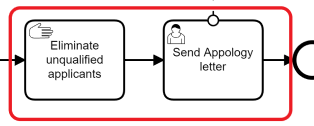 Eliminate
unqualified
applicants
Send Appology
letter